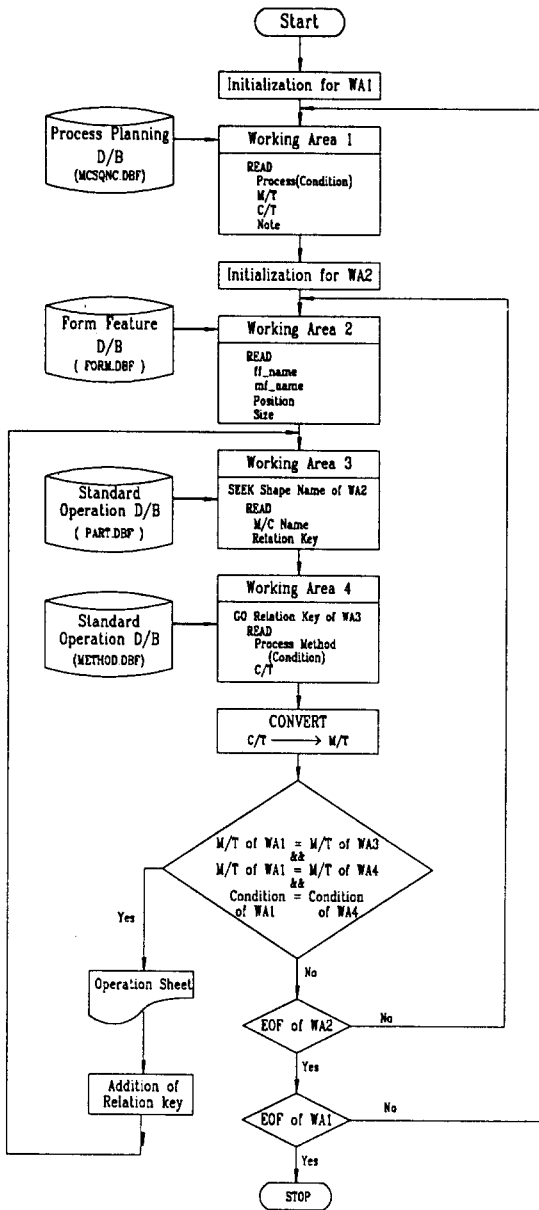 Start
Initialization for WA1
Process Planning
D/B
(MCSQNC.DBF)
Working Area 1
READ
Process(Condition)
M/T
C/T
Note
Initialization for WA2
Form Feature
D/B
( FORM.DBF )
Working Area 2
READ
ff_name
mf_name
Position
Size
Standard
Operation D/B
( PART.DBF )
Working Area 3
SEEK Shape Name of WA2
READ
M/C Name
Relation Key
Standard
Operation D/B
(METHOD.DBF)
Working Area 4
GO Relation Key of WA3
READ
Process Method
(Condition)
C/T
CONVERT
C/T ⟶ M/T
M/T of WA1 = M/T of WA3
&&
M/T of WA1 = M/T of WA4
&&
Condition = Condition
of WA1 of WA4
Yes
No
Operation Sheet
EOF of WA2
No
Yes
Addition of
Relation key
EOF of WA1
No
Yes
STOP